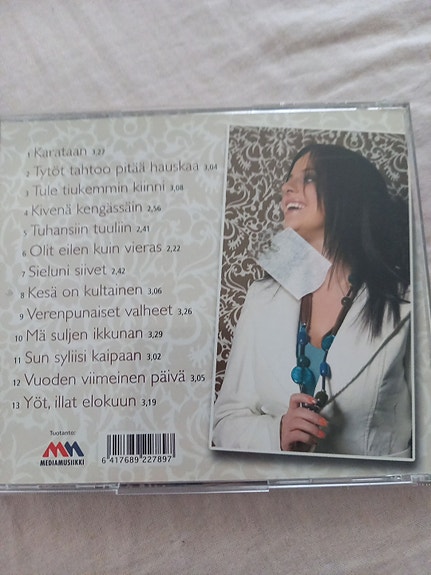 1 Karataan 3,27
2 Tytöt tahtoo pitää hauskaa 3,04
3 Tule tiukemmin kiinni 3,08
4 Kivenä kengässäin 2,56
5 Tuhansiin tuuliin 2,41
6 Olit eilen kuin vieras 2,22
7 Sieluni siivet 2,42
8 Kesä on kultainen 3,06
9 Verenpunaiset valheet 3,26
10 Mä suljen ikkunan 3,29
11 Sun syliisi kaipaan 3,02
12 Vuoden viimeinen päivä 3,05
13 Yöt, illat elokuun 3,19
Tuotanto:
MM
MEDIAMUSIIKKI
6 417689 227897